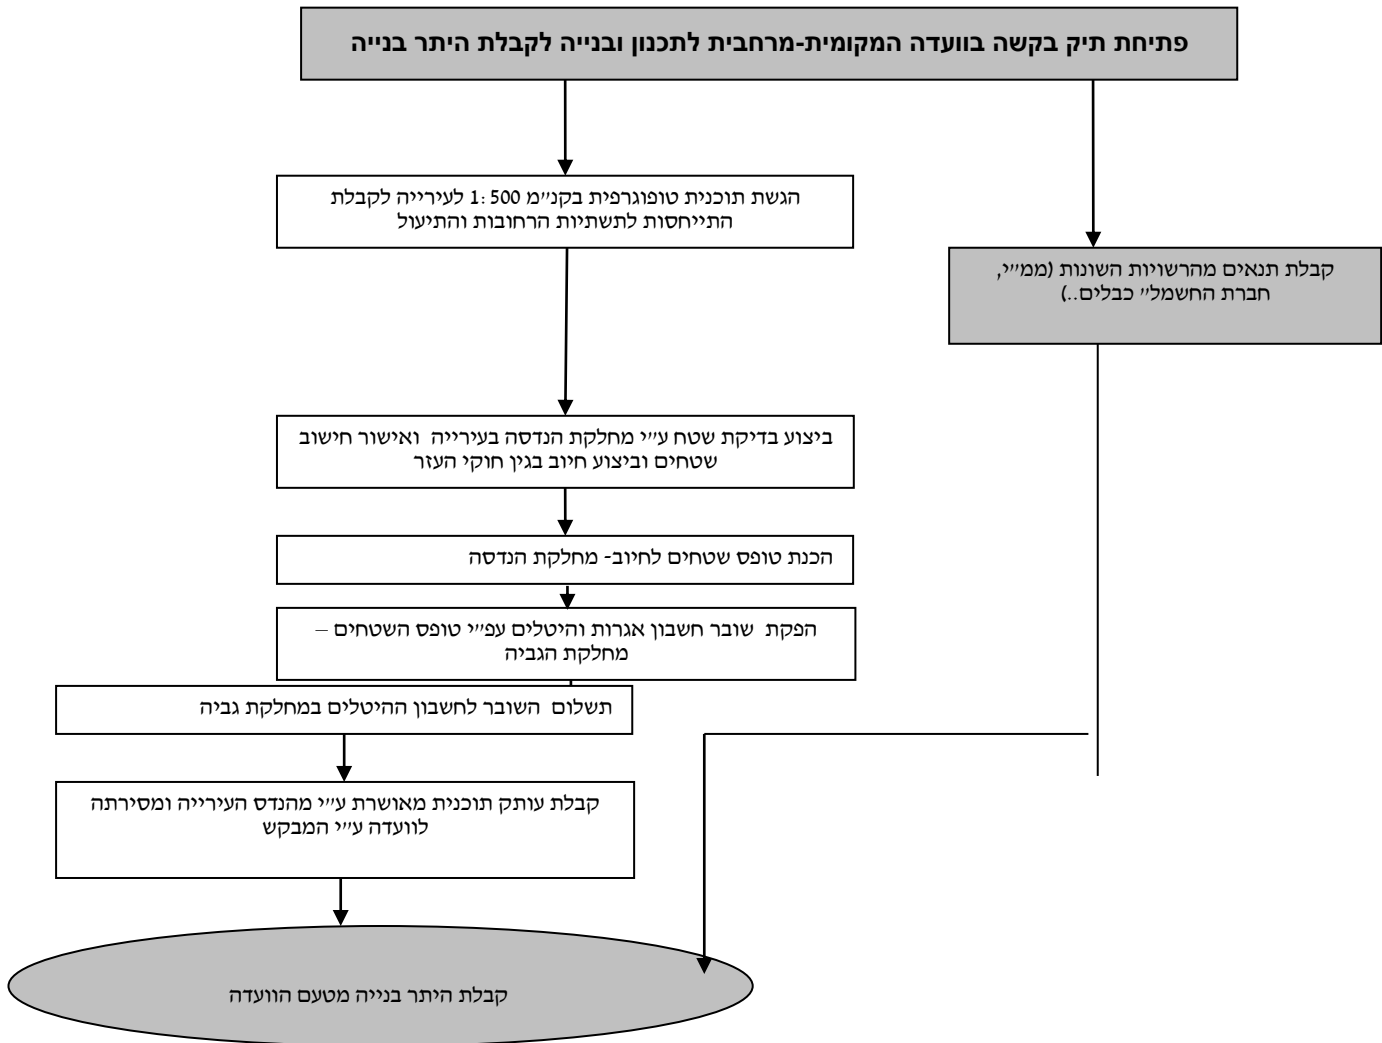 פתיחת תיק בקשה בוועדה המקומית-מרחבית לתכנון ובנייה לקבלת היתר בנייה
הגשת תוכנית טופוגרפית בקנ״מ 1:500 לעירייה לקבלת
התייחסות לתשתיות הרחובות והתיעול
קבלת תנאים מהרשויות השונות (ממ״י,
חברת החשמל״ כבלים..)
ביצוע בדיקת שטח ע״י מחלקת הנדסה בעירייה ואישור חישוב
שטחים וביצוע חיוב בגין חוקי העזר
הכנת טופס שטחים לחיוב- מחלקת הנדסה
הפקת שובר חשבון אגרות והיטלים עפ״י טופס השטחים –
מחלקת הגביה
תשלום השובר לחשבון ההיטלים במחלקת גביה
קבלת עותק תוכנית מאושרת ע״י מהנדס העירייה ומסירתה
לוועדה ע״י המבקש
קבלת היתר בנייה מטעם הוועדה